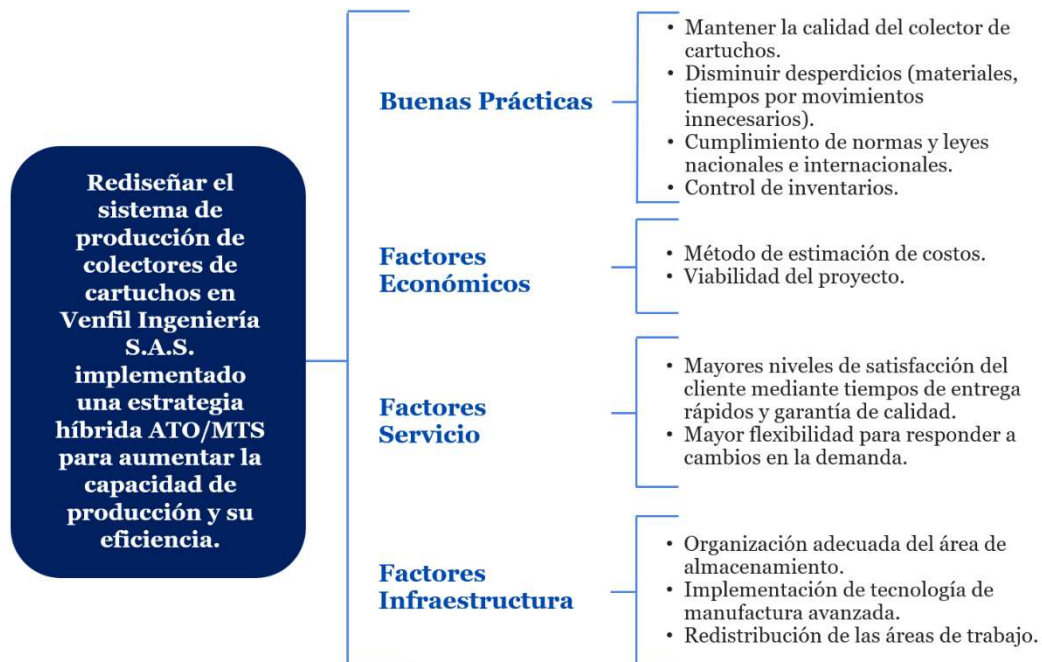 Rediseñar el
sistema de
producción de
colectores de
cartuchos en
Venfil Ingeniería
S.A.S.
implementado
una estrategia
híbrida ATO/MTS
para aumentar la
capacidad de
producción y su
eficiencia.
Buenas Prácticas
• Mantener la calidad del colector de
cartuchos.
• Disminuir desperdicios (materiales,
tiempos por movimientos
innecesarios).
• Cumplimiento de normas y leyes
nacionales e internacionales.
• Control de inventarios.
Factores
Económicos
• Método de estimación de costos.
• Viabilidad del proyecto.
Factores
Servicio
• Mayores niveles de satisfacción del
cliente mediante tiempos de entrega
rápidos y garantía de calidad.
• Mayor flexibilidad para responder a
cambios en la demanda.
Factores
Infraestructura
• Organización adecuada del área de
almacenamiento.
• Implementación de tecnología de
manufactura avanzada.
• Redistribución de las áreas de trabajo.